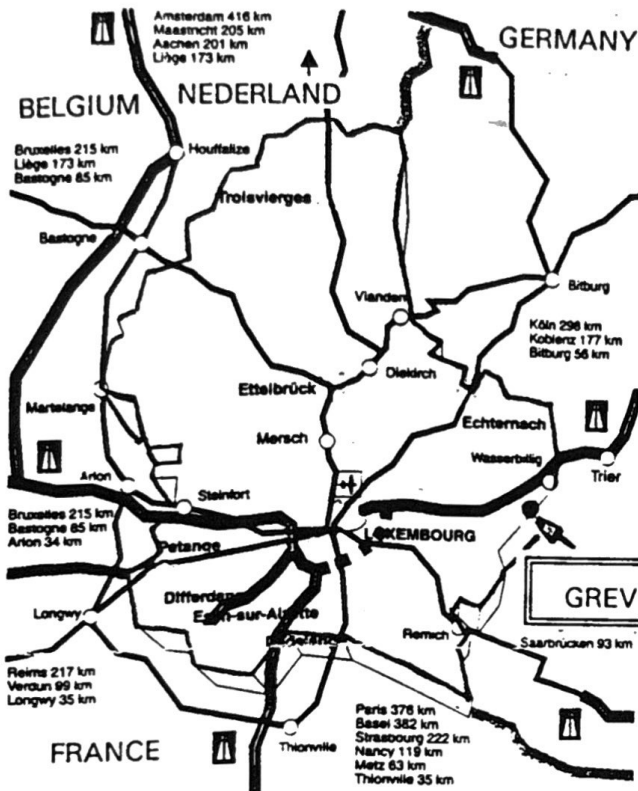 Amsterdam 416 km
Maastricht 205 km
Aachen 201 km
Liège 173 km
GERMANY
BELGIUM
NEDERLAND
Bruxelles 215 km
Liège 173 km
Bastogne 85 km
Houffalize
Troisvierges
Bastogne
Bitburg
Vianden
Köln 298 km
Koblenz 177 km
Bitburg 56 km
Diekirch
Ettelbrück
Martelange
Echternach
Mersch
Wasserbillig
Trier
Arlon
Steinfort
Bruxelles 215 km
Bastogne 85 km
Arlon 34 km
LUXEMBOURG
Petange
Differdange
GREV
Esch-sur-Alzette
Longwy
Remich
Saarbrücken 93 km
Reims 217 km
Verdun 99 km
Longwy 35 km
Paris 376 km
Basel 382 km
Strasbourg 222 km
Nancy 119 km
Metz 63 km
Thionville 35 km
FRANCE
Thionville